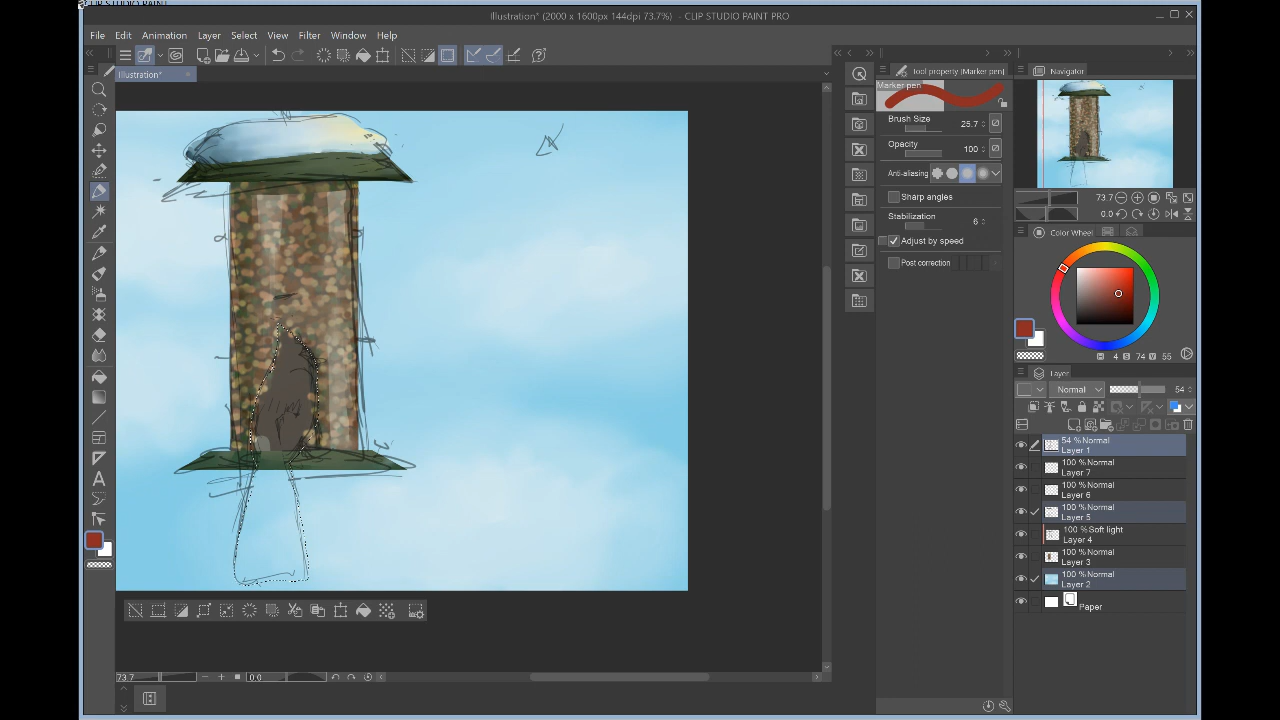 CLIP STUDIO PAINT
Illustration* (2000 x 1600px 144dpi 73.7%) - CLIP STUDIO PAINT PRO
File Edit Animation Layer Select View Filter Window Help
Illustration*
Tool property (Marker pen)
Navigator
Marker pen
Brush Size 25.7
Opacity 100
Anti-aliasing
Sharp angles
Stabilization 6
Adjust by speed
Post correction
73.7
0.0
Color Wheel
H 4 S 74 V 55
Layer
Normal 54
54 % Normal
Layer 1
100 % Normal
Layer 7
100 % Normal
Layer 6
100 % Normal
Layer 5
100 % Soft light
Layer 4
100 % Normal
Layer 3
100 % Normal
Layer 2
Paper
73.7 0.0